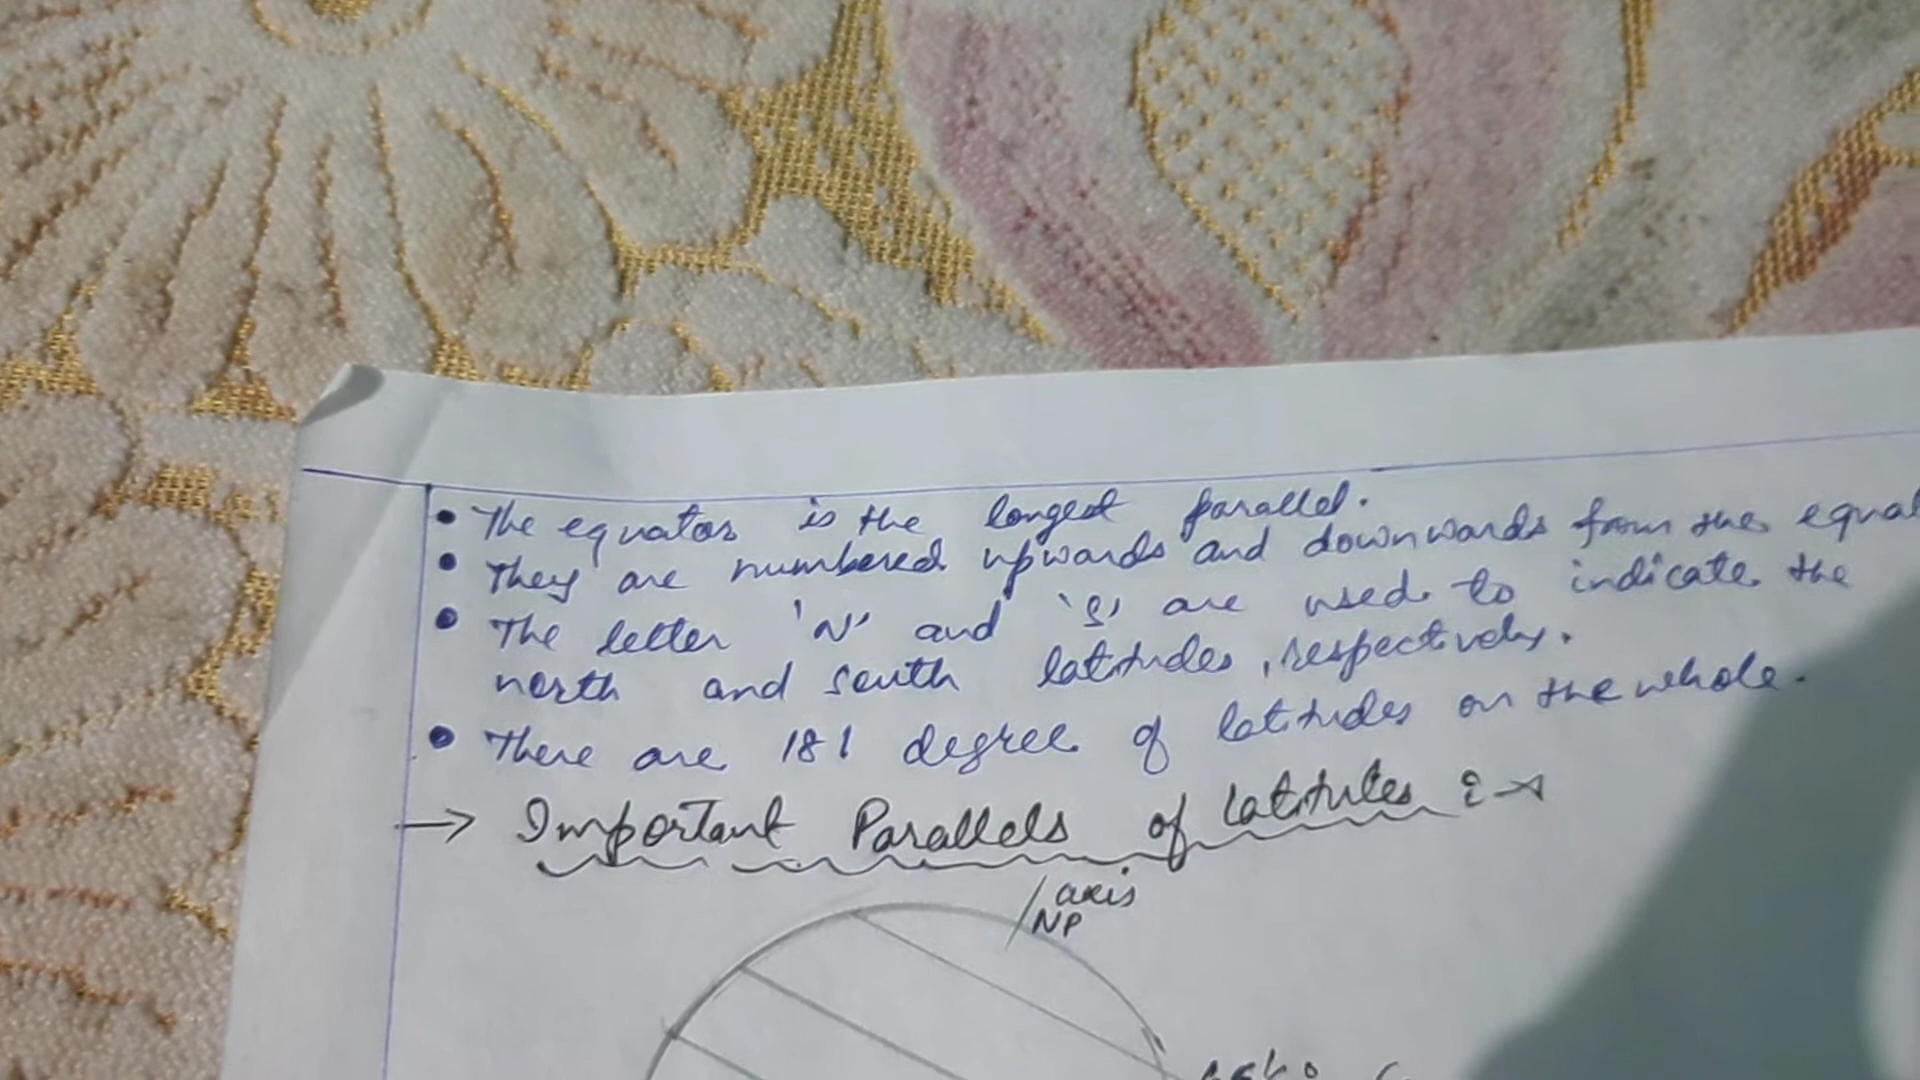 • The equator is the longest parallel.
• They are numbered upwards and downwards from the
• The letter 'N' and 'S' are used to indicate the
north and south latitudes, respectively.
• There are 181 degree of latitudes on the whole.
→ Important Parallels of latitutes :→
axis
NP